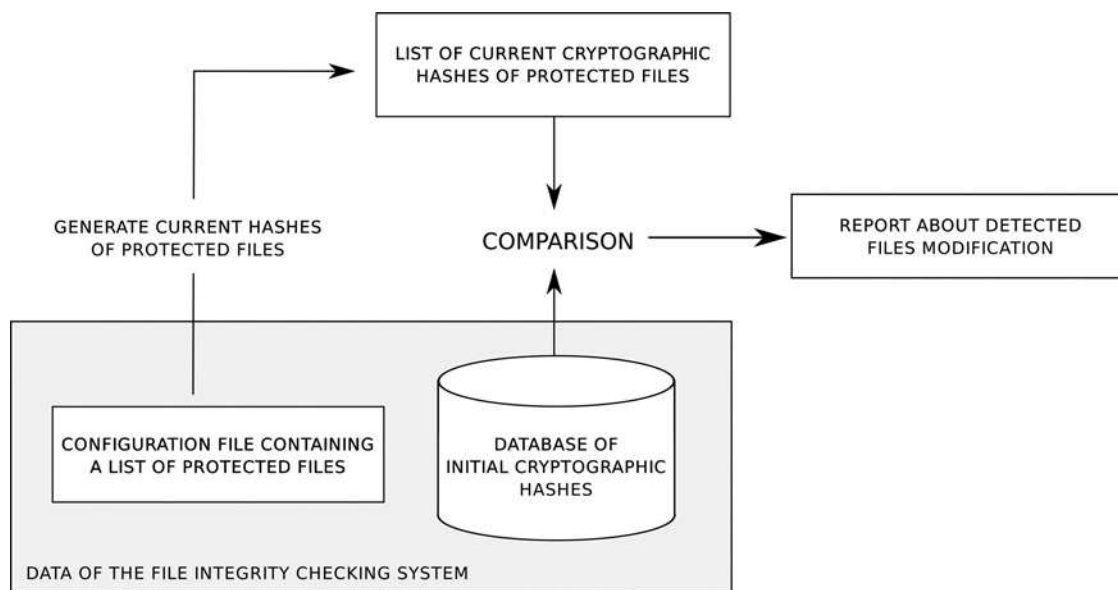 LIST OF CURRENT CRYPTOGRAPHIC
HASHES OF PROTECTED FILES
GENERATE CURRENT HASHES
OF PROTECTED FILES
COMPARISON
REPORT ABOUT DETECTED
FILES MODIFICATION
CONFIGURATION FILE CONTAINING
A LIST OF PROTECTED FILES
DATABASE OF
INITIAL CRYPTOGRAPHIC
HASHES
DATA OF THE FILE INTEGRITY CHECKING SYSTEM